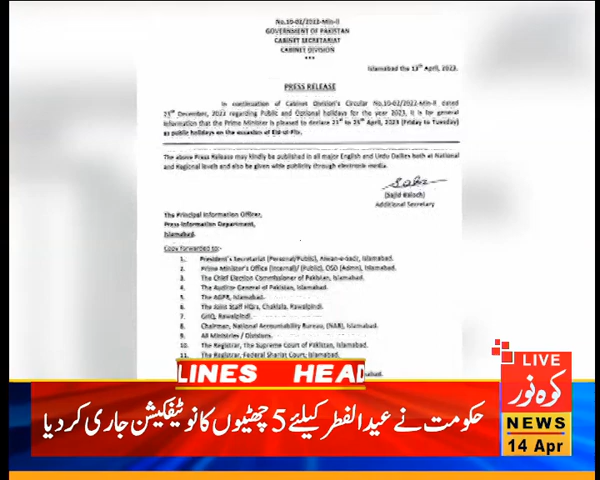 No.10-02/2022-Min-II
GOVERNMENT OF PAKISTAN
CABINET SECRETARIAT
CABINET DIVISION
***
Islamabad the 13th April, 2023.
PRESS RELEASE
In continuation of Cabinet Division's Circular No.10-02/2022-Min-II dated
23rd December, 2022 regarding Public and Optional holidays for the year 2023, it is for general
information that the Prime Minister is pleased to declare 21st to 25th April, 2023 (Friday to Tuesday)
as public holidays on the occasion of Eid-ul-Fitr.
The above Press Release may kindly be published in all major English and Urdu Dailies both at National
and Regional levels and also be given wide publicity through electronic media.
(Sajid Baloch)
Additional Secretary
The Principal Information Officer,
Press Information Department,
Islamabad.
Copy forwarded to:-
1. President's Secretariat (Personal/Public), Aiwan-e-Sadr, Islamabad.
2. Prime Minister's Office (Internal)/ (Public), OSD (Admn), Islamabad.
3. The Chief Election Commissioner of Pakistan, Islamabad.
4. The Auditor General of Pakistan, Islamabad.
5. The AGPR, Islamabad.
6. The Joint Staff HQrs, Chaklala, Rawalpindi.
7. GHQ, Rawalpindi.
8. Chairman, National Accountability Bureau, (NAB), Islamabad.
9. All Ministries / Divisions.
10. The Registrar, The Supreme Court of Pakistan, Islamabad.
11. The Registrar, Federal Shariat Court, Islamabad.
LINES HEAD
حکومت نے عید الفطر کیلئے 5 چھٹیوں کا نوٹیفکیشن جاری کر دیا
LIVE
کوہ نور
NEWS
14 Apr